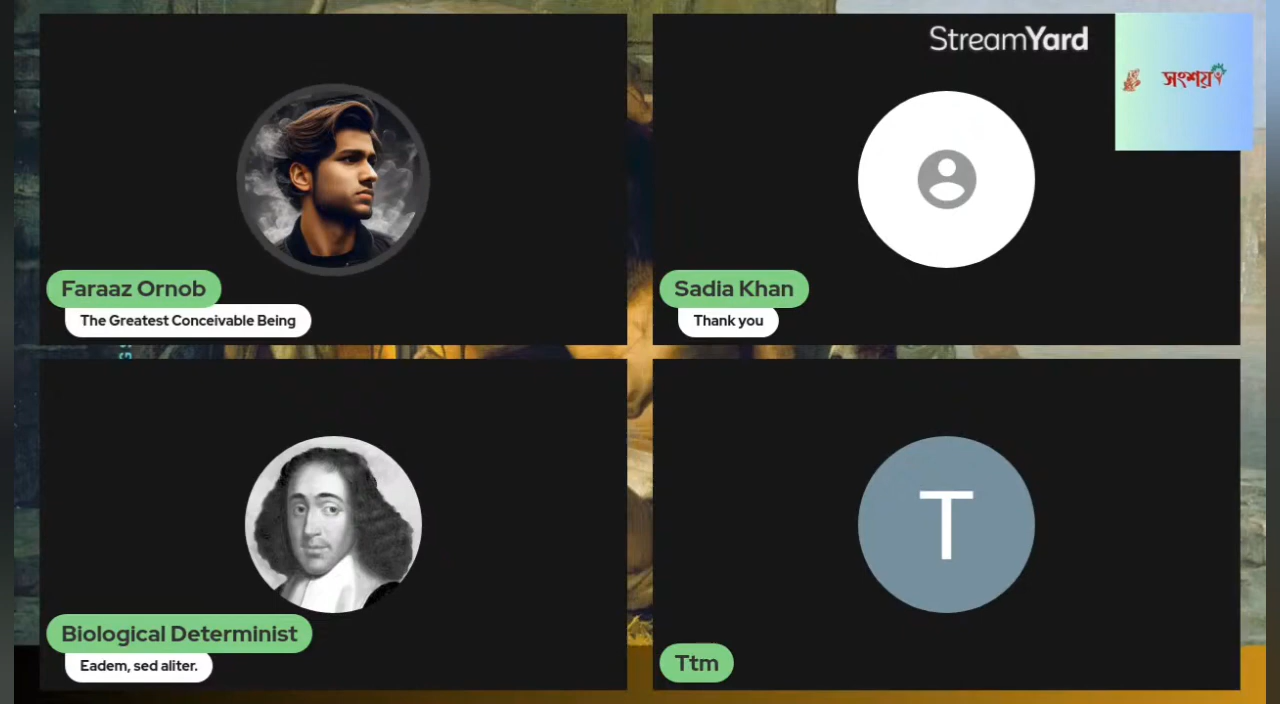 StreamYard
সংশয়
Faraaz Ornob
The Greatest Conceivable Being
Sadia Khan
Thank you
Biological Determinist
Eadem, sed aliter.
T
Ttm